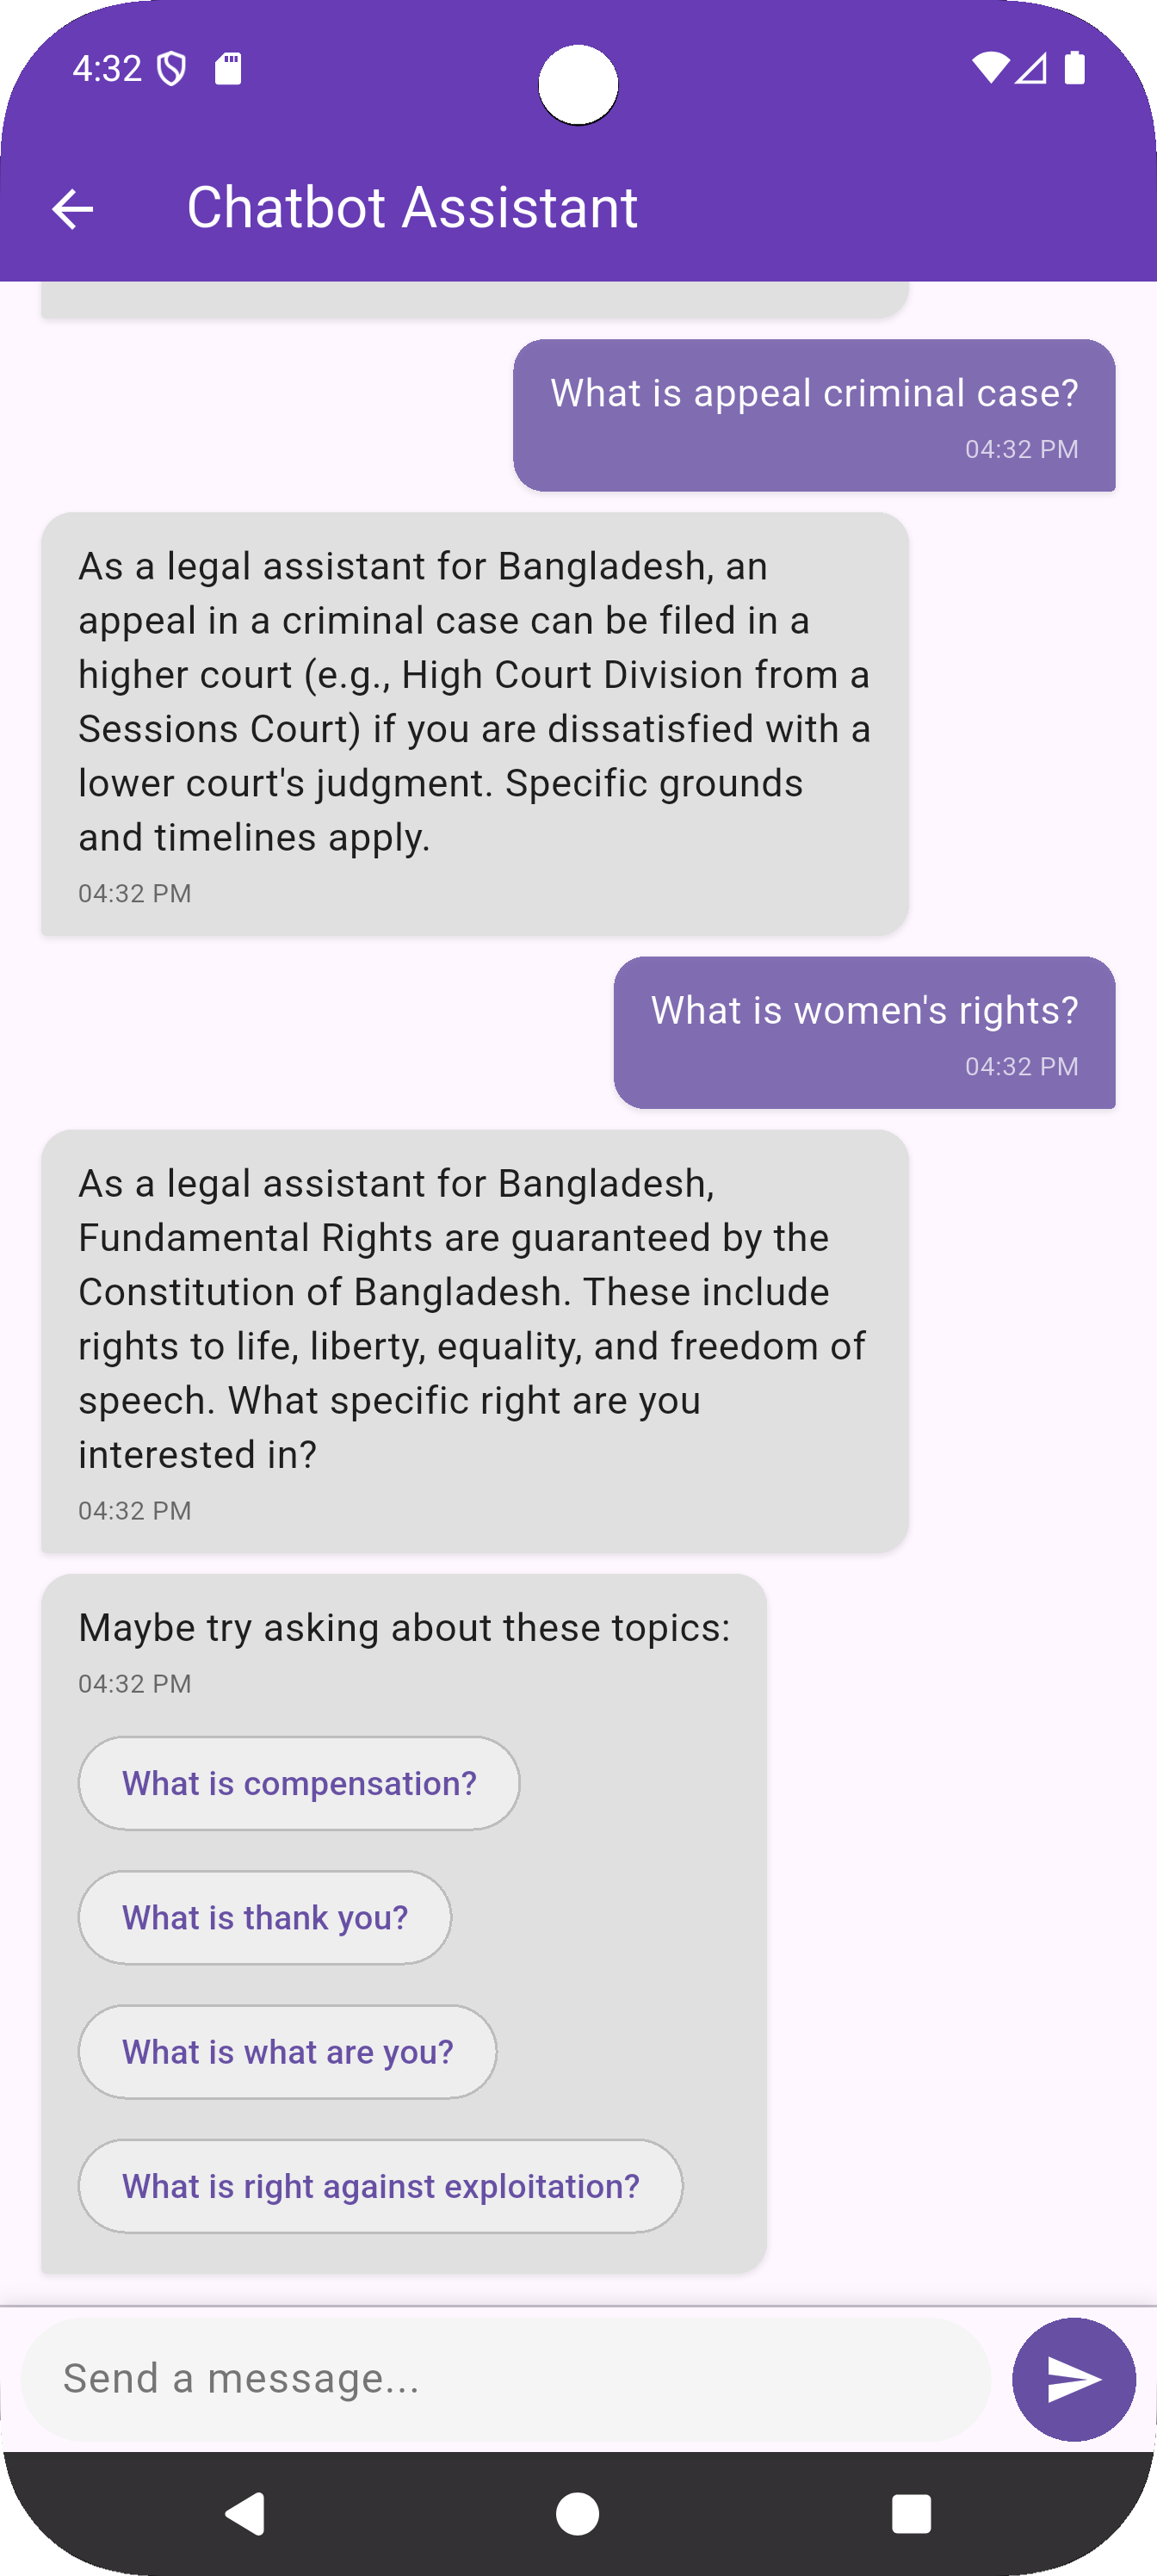 4:32
Chatbot Assistant
What is appeal criminal case?
04:32 PM
As a legal assistant for Bangladesh, an
appeal in a criminal case can be filed in a
higher court (e.g., High Court Division from a
Sessions Court) if you are dissatisfied with a
lower court's judgment. Specific grounds
and timelines apply.
04:32 PM
What is women's rights?
04:32 PM
As a legal assistant for Bangladesh,
Fundamental Rights are guaranteed by the
Constitution of Bangladesh. These include
rights to life, liberty, equality, and freedom of
speech. What specific right are you
interested in?
04:32 PM
Maybe try asking about these topics:
04:32 PM
What is compensation?
What is thank you?
What is what are you?
What is right against exploitation?
Send a message...